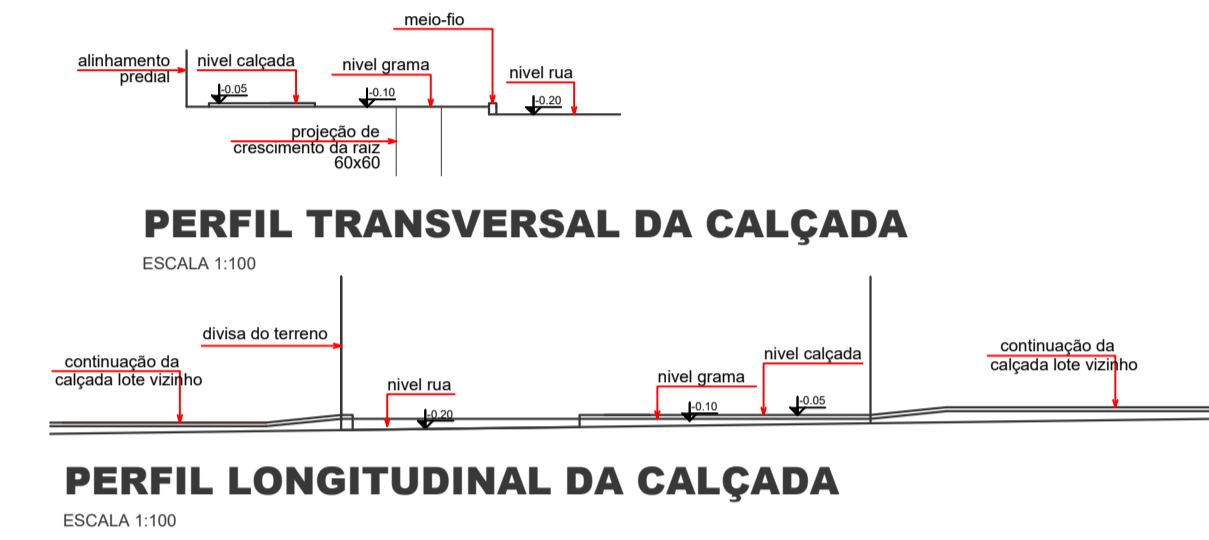 meio-fio
alinhamento
predial
nivel calçada
nivel grama
nivel rua
-0.05
-0.10
-0.20
projeção de
crescimento da raiz
60x60
PERFIL TRANSVERSAL DA CALÇADA
ESCALA 1:100
divisa do terreno
continuação da
calçada lote vizinho
nivel rua
-0.20
nivel grama
-0.10
nivel calçada
-0.05
continuação da
calçada lote vizinho
PERFIL LONGITUDINAL DA CALÇADA
ESCALA 1:100